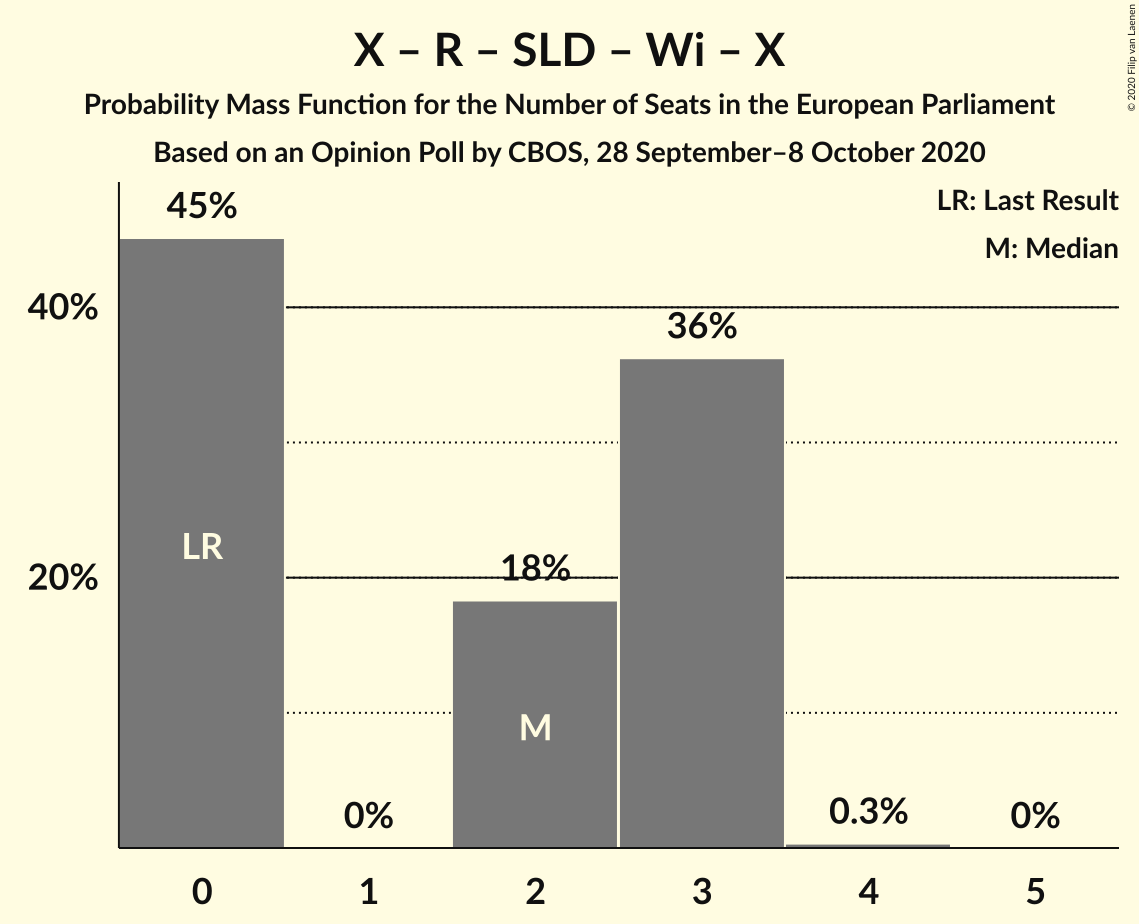 X – R – SLD – Wi – X
Probability Mass Function for the Number of Seats in the European Parliament
Based on an Opinion Poll by CBOS, 28 September–8 October 2020
© 2020 Filip van Laenen
LR: Last Result
M: Median
45%
40%
36%
LR
20%
18%
M
0%
0.3%
0%
0 1 2 3 4 5